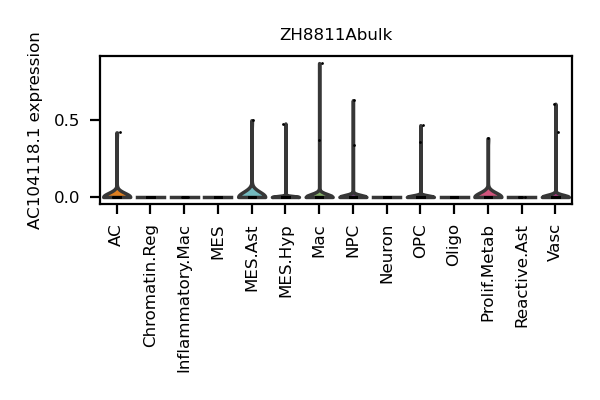 ZH8811Abulk
AC104118.1 expression
0.5
0.0
AC
Chromatin.Reg
Inflammatory.Mac
MES
MES.Ast
MES.Hyp
Mac
NPC
Neuron
OPC
Oligo
Prolif.Metab
Reactive.Ast
Vasc